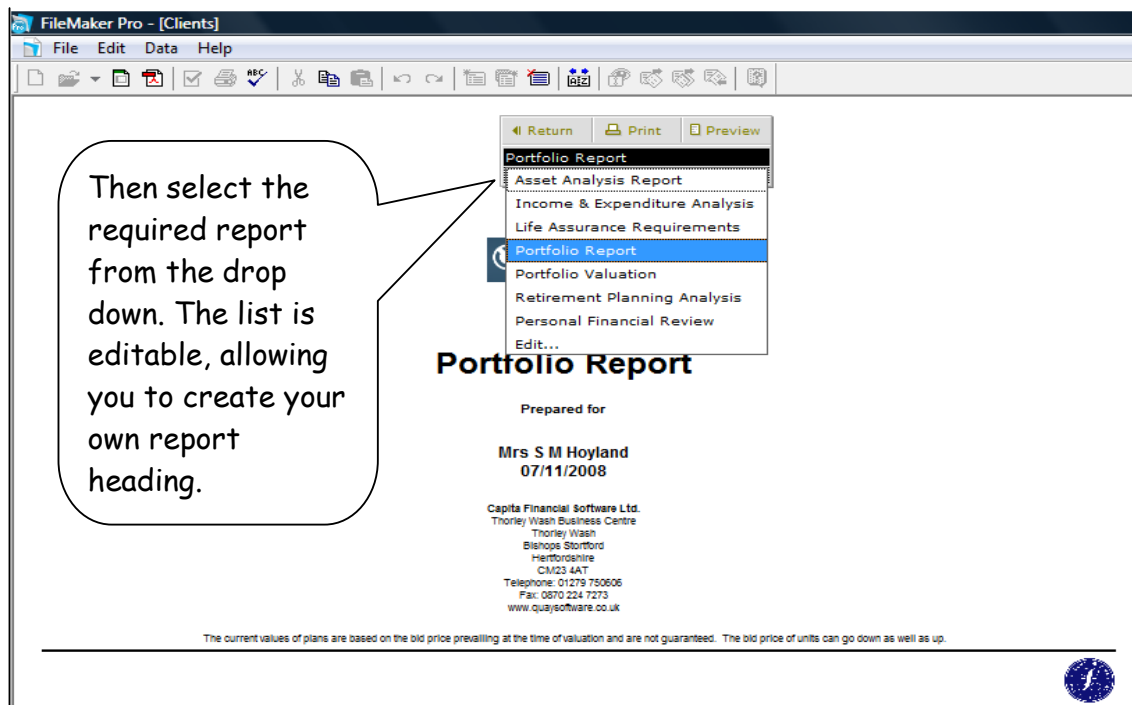 FileMaker Pro - [Clients]
File Edit Data Help
Return Print Preview
Portfolio Report
Asset Analysis Report
Income & Expenditure Analysis
Life Assurance Requirements
Portfolio Report
Portfolio Valuation
Retirement Planning Analysis
Personal Financial Review
Edit...
Then select the
required report
from the drop
down. The list is
editable, allowing
you to create your
own report
heading.
Portfolio Report
Prepared for
Mrs S M Hoyland
07/11/2008
Capita Financial Software Ltd.
Thorley Wash Business Centre
Thorley Wash
Bishops Stortford
Hertfordshire
CM23 4AT
Telephone: 01279 750606
Fax: 0870 224 7273
www.quaysoftware.co.uk
The current values of plans are based on the bid price prevailing at the time of valuation and are not guaranteed. The bid price of units can go down as well as up.